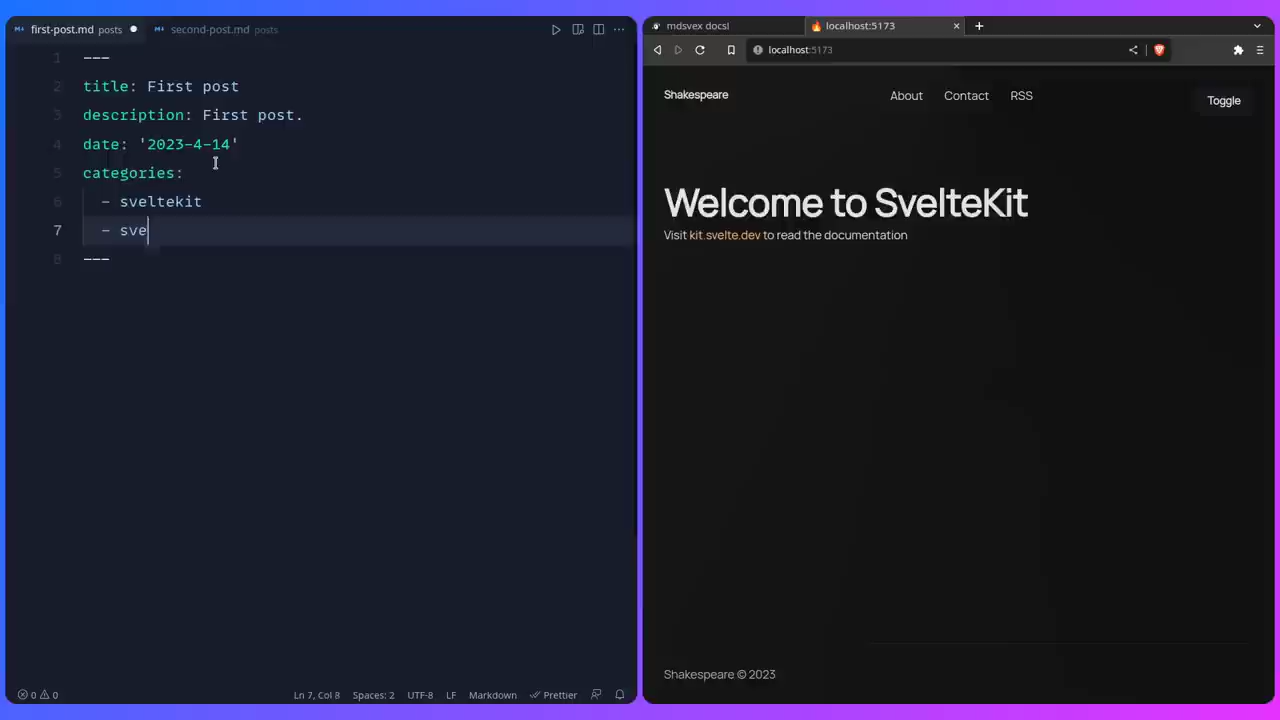 first-post.md posts
second-post.md posts
1 ---
2 title: First post
3 description: First post.
4 date: '2023-4-14'
5 categories:
6 - sveltekit
7 - sve
8 ---
0 0
Ln 7, Col 8 Spaces: 2 UTF-8 LF Markdown Prettier
mdsvex docs!
localhost:5173
localhost:5173
Shakespeare
About Contact RSS
Toggle
Welcome to SvelteKit
Visit kit.svelte.dev to read the documentation
Shakespeare © 2023